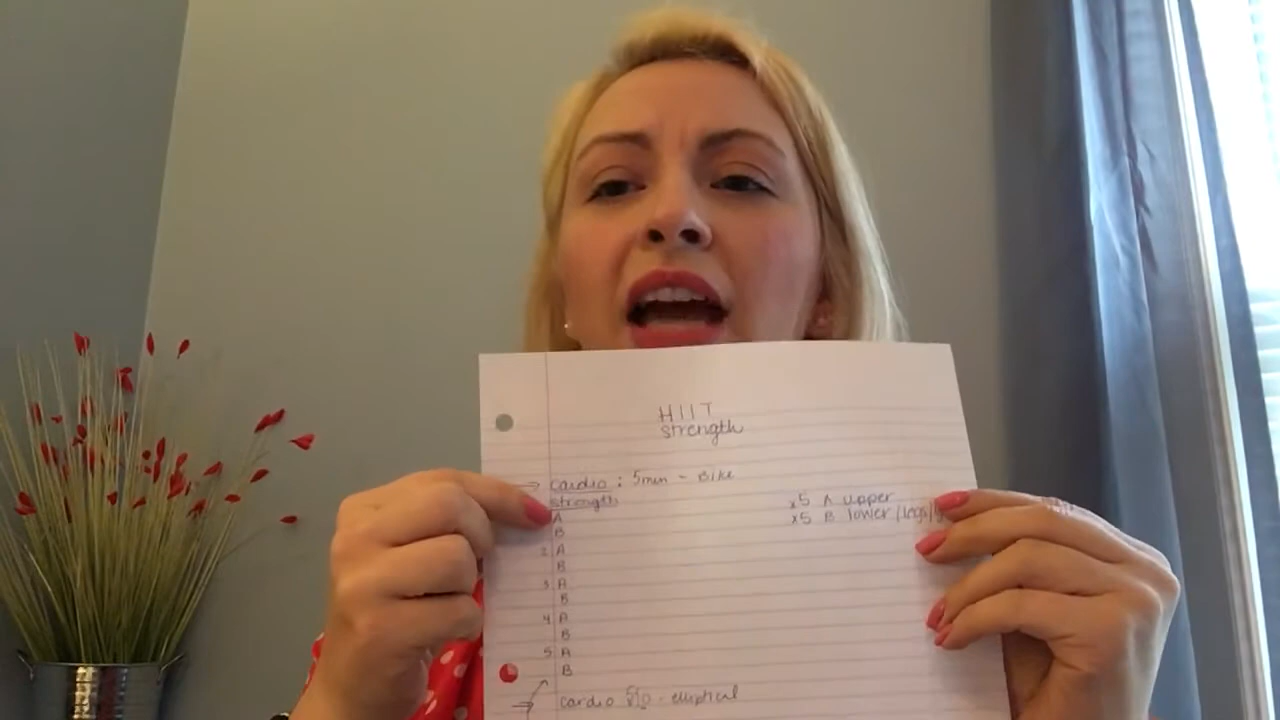 HIIT
strength
→ cardio : 5min - Bike
strength
A x5 A upper
B x5 B lower /legs/
2 A
B
3 A
B
4 A
B
5 A
B
→ cardio - elliptical